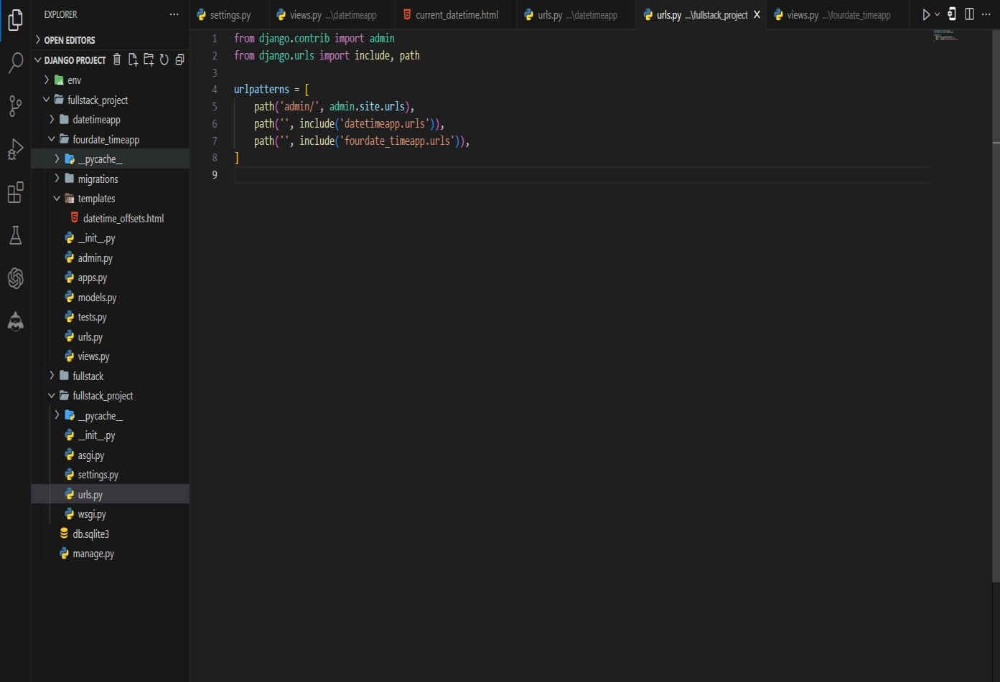 EXPLORER
OPEN EDITORS
DJANGO PROJECT
env
fullstack_project
datetimeapp
fourdate_timeapp
__pycache__
migrations
templates
datetime_offsets.html
__init__.py
admin.py
apps.py
models.py
tests.py
urls.py
views.py
fullstack
fullstack_project
__pycache__
__init__.py
asgi.py
settings.py
urls.py
wsgi.py
db.sqlite3
manage.py
settings.py views.py ...\datetimeapp current_datetime.html urls.py ...\datetimeapp urls.py ...\fullstack_project views.py ...\fourdate_timeapp
1 from django.contrib import admin
2 from django.urls import include, path
3
4 urlpatterns = [
5     path('admin/', admin.site.urls),
6     path('', include('datetimeapp.urls')),
7     path('', include('fourdate_timeapp.urls')),
8 ]
9